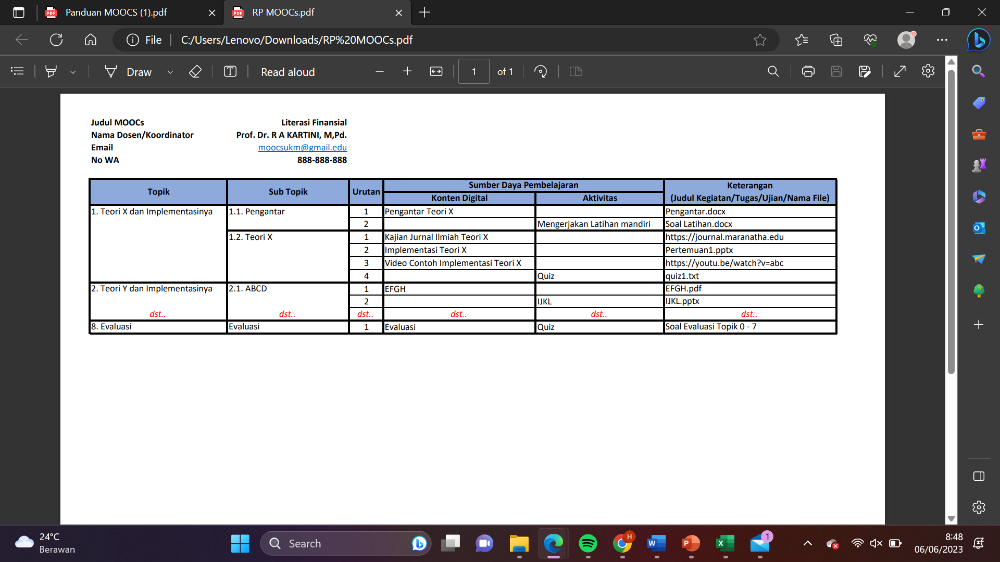 Panduan MOOCS (1).pdf
RP MOOCs.pdf
File
C:/Users/Lenovo/Downloads/RP%20MOOCs.pdf
Draw
Read aloud
1 of 1
Judul MOOCs Literasi Finansial
Nama Dosen/Koordinator Prof. Dr. R A KARTINI, M,Pd.
Email moocsukm@gmail.edu
No WA 888-888-888
Topik Sub Topik Urutan Sumber Daya Pembelajaran Keterangan
Konten Digital Aktivitas (Judul Kegiatan/Tugas/Ujian/Nama File)
1. Teori X dan Implementasinya 1.1. Pengantar 1 Pengantar Teori X Pengantar.docx
2 Mengerjakan Latihan mandiri Soal Latihan.docx
1.2. Teori X 1 Kajian Jurnal Ilmiah Teori X https://journal.maranatha.edu
2 Implementasi Teori X Pertemuan1.pptx
3 Video Contoh Implementasi Teori X https://youtu.be/watch?v=abc
4 Quiz quiz1.txt
2. Teori Y dan Implementasinya 2.1. ABCD 1 EFGH EFGH.pdf
2 IJKL IJKL.pptx
dst.. dst.. dst.. dst.. dst.. dst..
8. Evaluasi Evaluasi 1 Evaluasi Quiz Soal Evaluasi Topik 0 - 7
24°C
Berawan
Search
H
1
8:48
06/06/2023